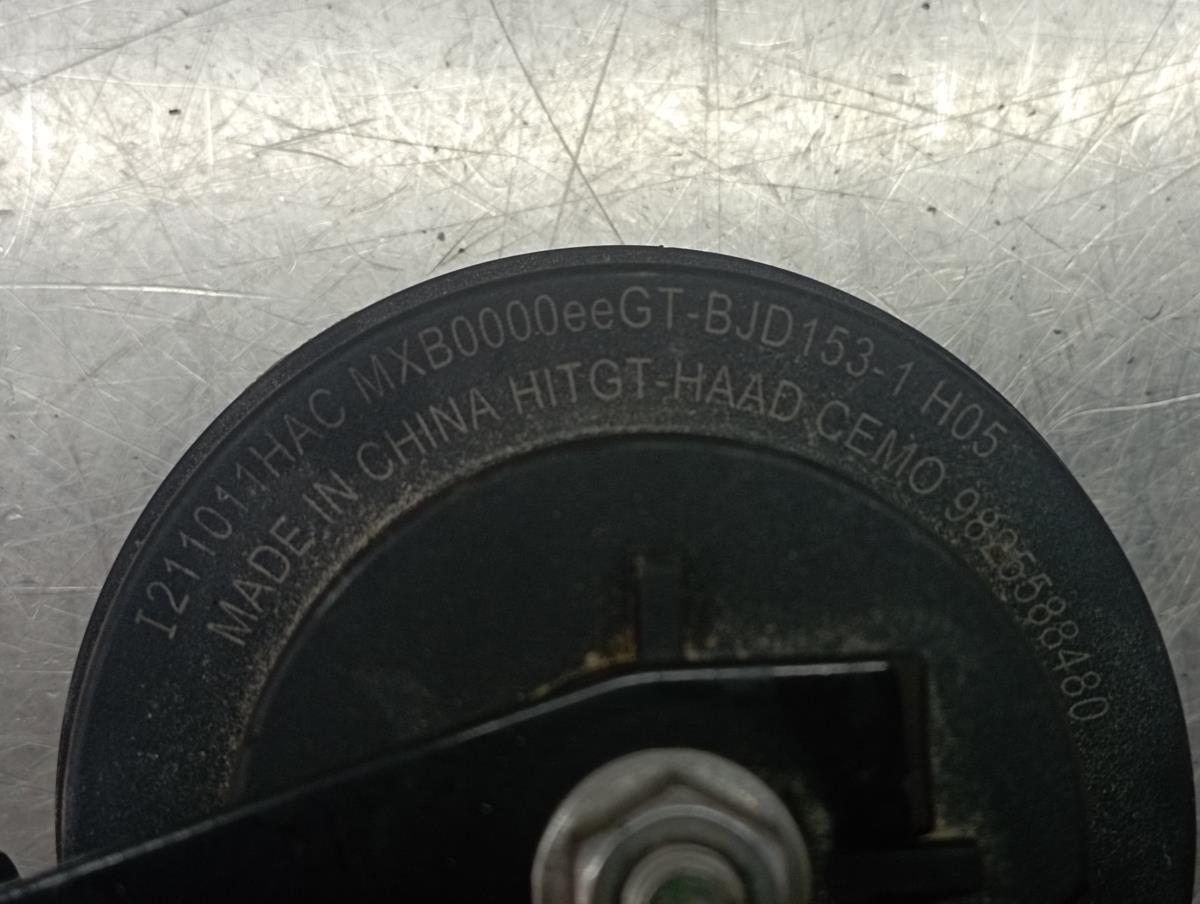 I211011HAC MXB0000eeGT-BJD153-1 H05
MADE IN CHINA HITGT-HAAD CEMO 9825588480